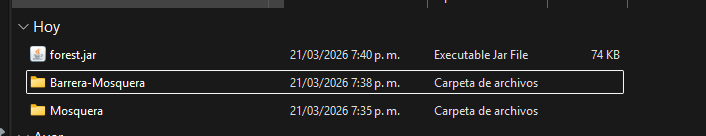 Hoy
forest.jar 21/03/2026 7:40 p. m. Executable Jar File 74 KB
Barrera-Mosquera 21/03/2026 7:38 p. m. Carpeta de archivos
Mosquera 21/03/2026 7:35 p. m. Carpeta de archivos